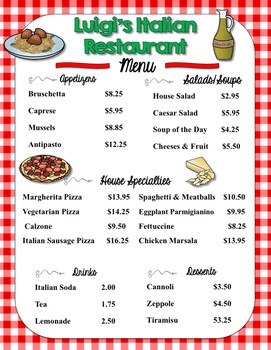 Luigi's Italian
Restaurant
Menu
Appetizers
Bruschetta $8.25
Caprese $5.95
Mussels $8.85
Antipasto $12.25
Salads/Soups
House Salad $2.95
Caesar Salad $5.95
Soup of the Day $4.25
Cheeses & Fruit $5.50
House Specialties
Margherita Pizza $13.95
Vegetarian Pizza $14.25
Calzone $9.50
Italian Sausage Pizza $16.25
Spaghetti & Meatballs $10.50
Eggplant Parmigianino $9.95
Fettuccine $8.25
Chicken Marsala $13.95
Drinks
Italian Soda 2.00
Tea 1.75
Lemonade 2.50
Desserts
Cannoli $3.50
Zeppole $4.50
Tiramisu $3.25